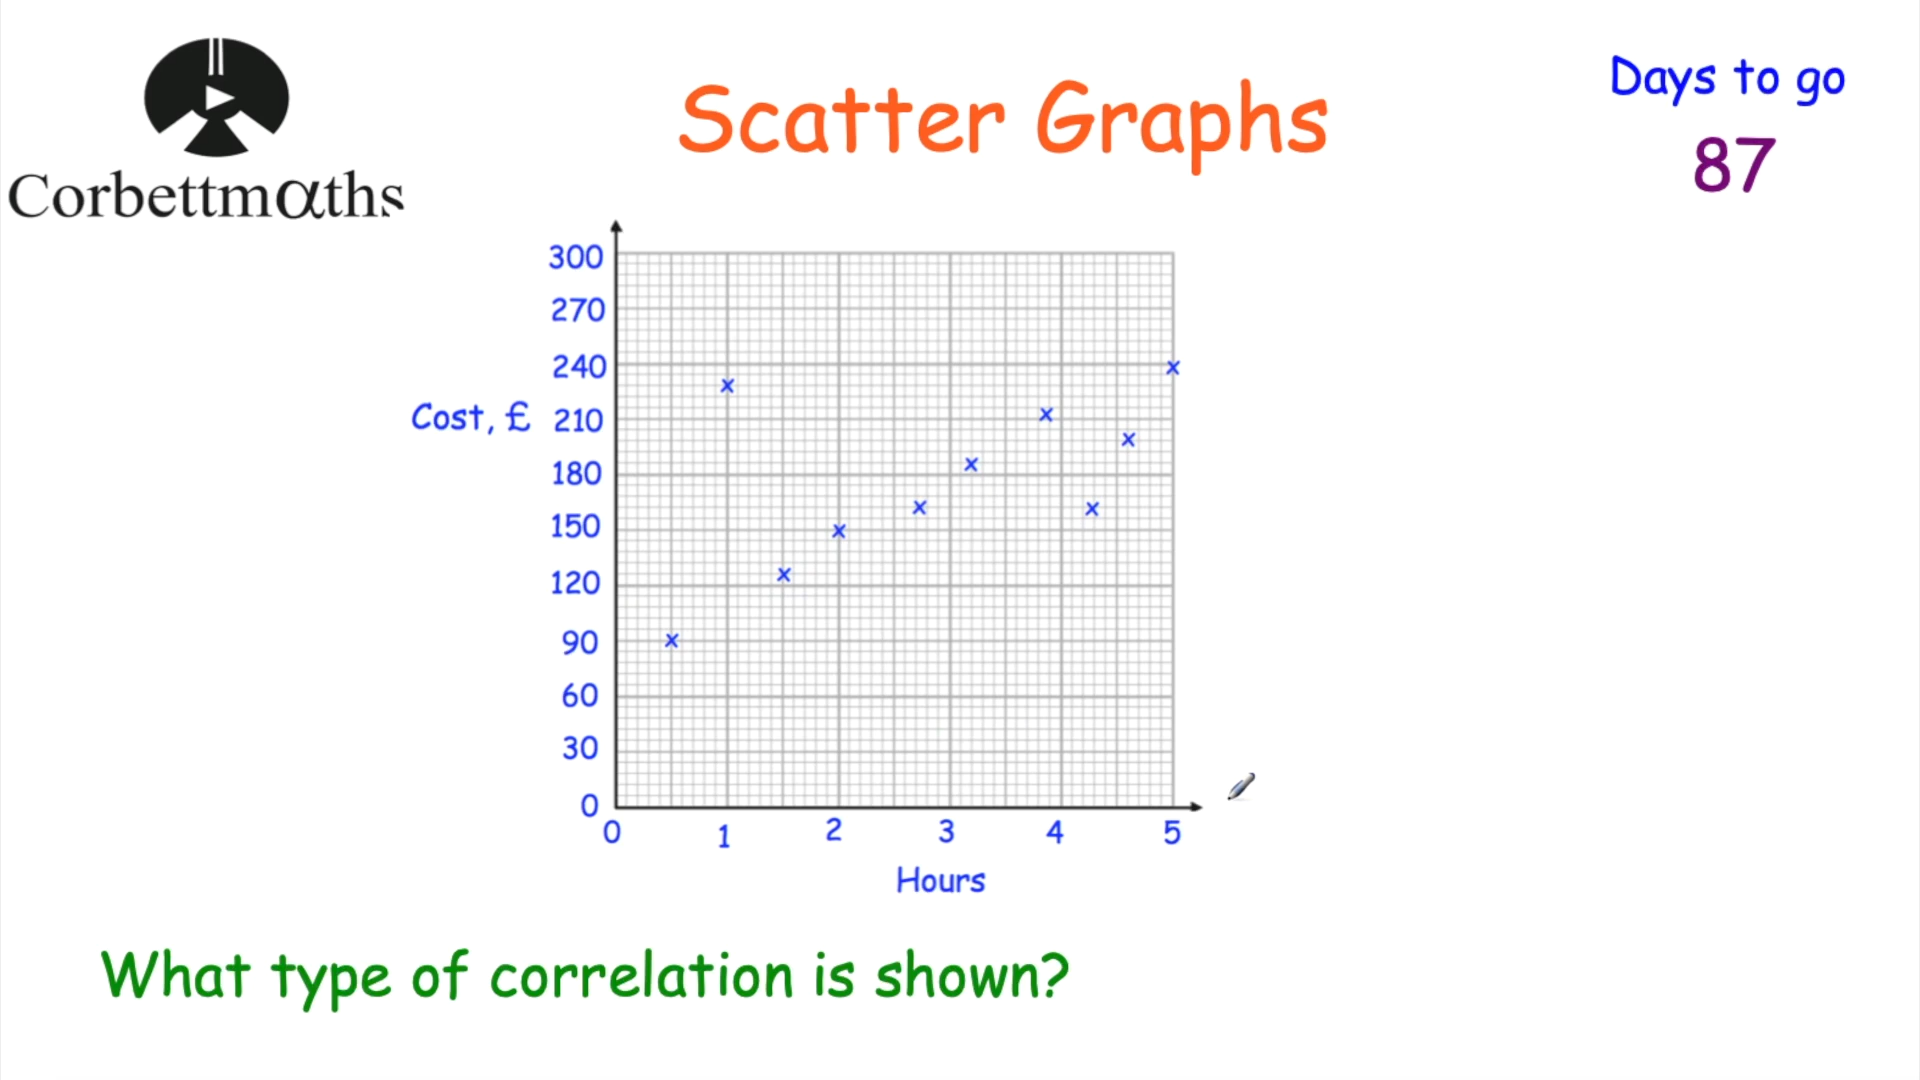 Corbettmαths
Scatter Graphs
Days to go
87
300
270
240
Cost, £ 210
180
150
120
90
60
30
0
0 1 2 3 4 5
Hours
What type of correlation is shown?